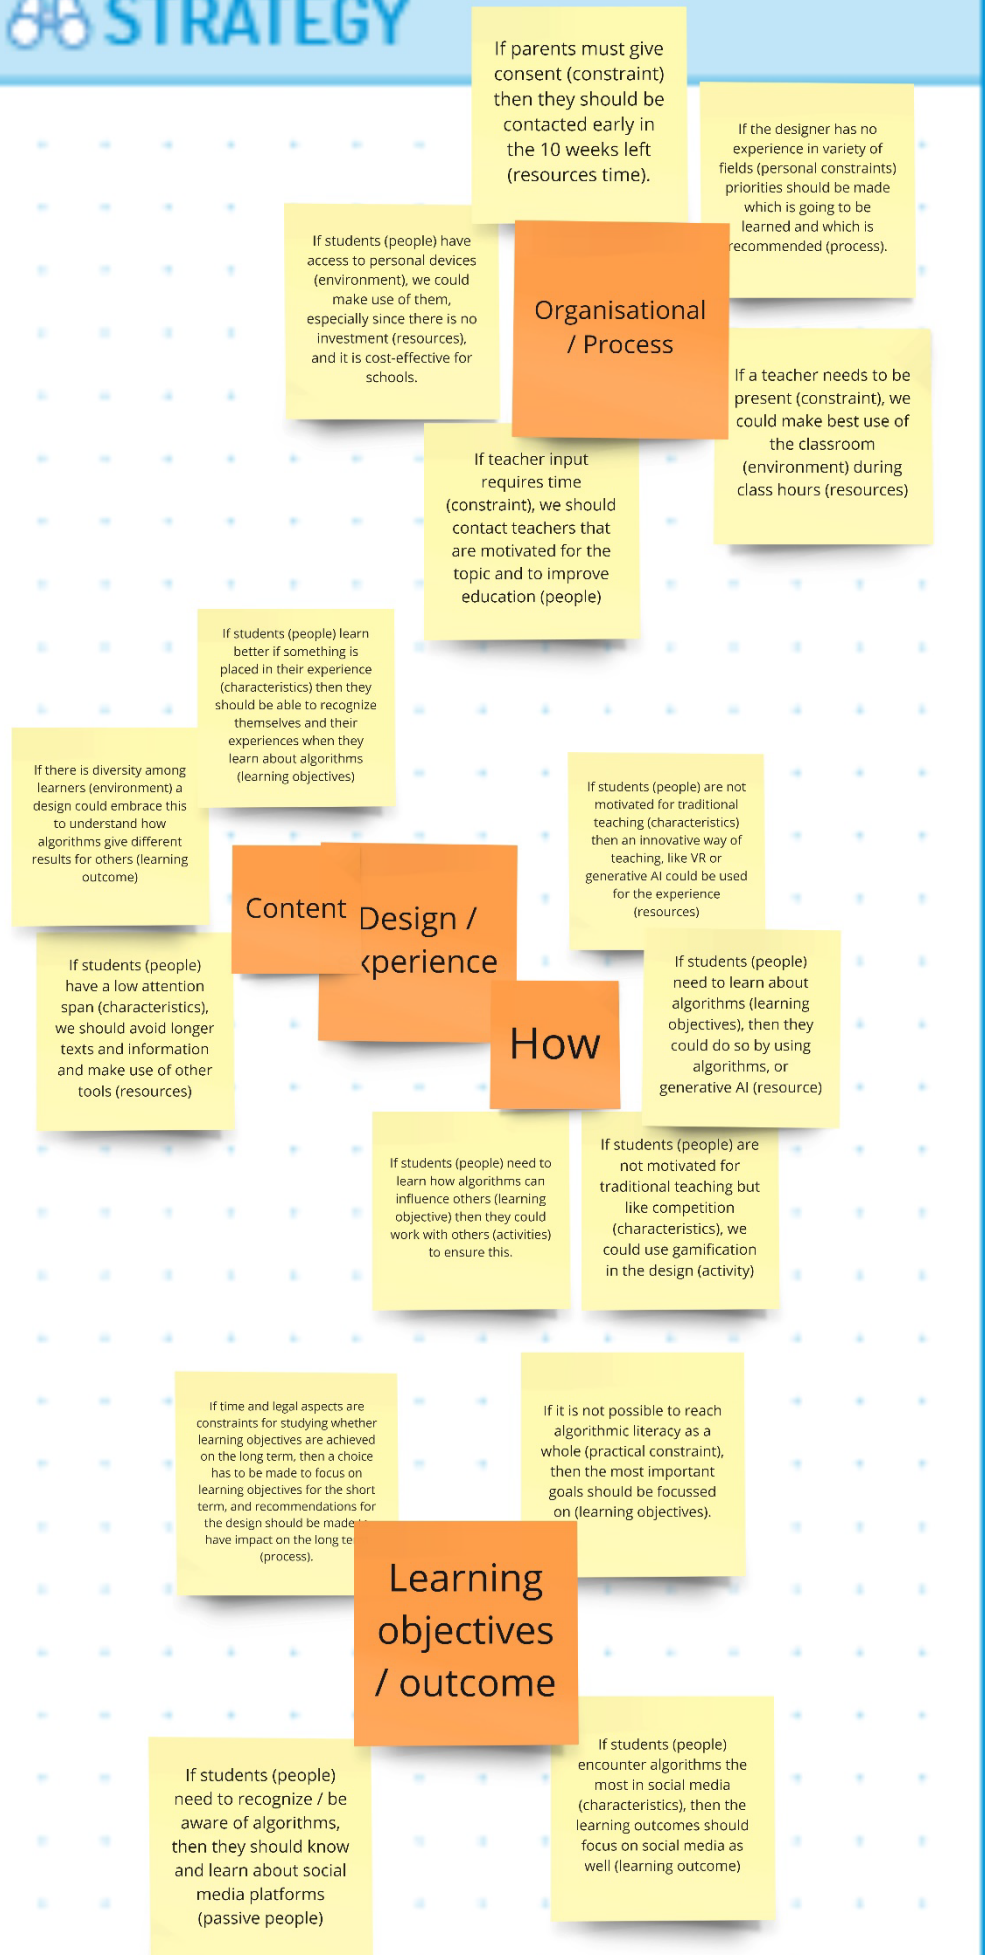 STRATEGY
If parents must give
consent (constraint)
then they should be
contacted early in
the 10 weeks left
(resources time).
If the designer has no
experience in variety of
fields (personal constraints)
priorities should be made
which is going to be
learned and which is
recommended (process).
If students (people) have
access to personal devices
(environment), we could
make use of them,
especially since there is no
investment (resources),
and it is cost-effective for
schools.
Organisational
/ Process
If a teacher needs to be
present (constraint), we
could make best use of
the classroom
(environment) during
class hours (resources)
If teacher input
requires time
(constraint), we should
contact teachers that
are motivated for the
topic and to improve
education (people)
If students (people) learn
better if something is
placed in their experience
(characteristics) then they
should be able to recognize
themselves and their
experiences when they
learn about algorithms
(learning objectives)
If there is diversity among
learners (environment) a
design could embrace this
to understand how
algorithms give different
results for others (learning
outcome)
If students (people)
have a low attention
span (characteristics),
we should avoid longer
texts and information
and make use of other
tools (resources)
Content
Design /
xperience
How
If students (people) are not
motivated for traditional
teaching (characteristics)
then an innovative way of
teaching, like VR or
generative AI could be used
for the experience
(resources)
If students (people)
need to learn about
algorithms (learning
objectives), then they
could do so by using
algorithms, or
generative AI (resource)
If students (people) need to
learn how algorithms can
influence others (learning
objective) then they could
work with others (activities)
to ensure this.
If students (people) are
not motivated for
traditional teaching but
like competition
(characteristics), we
could use gamification
in the design (activity)
If time and legal aspects are
constraints for studying whether
learning objectives are achieved
on the long term, then a choice
has to be made to focus on
learning objectives for the short
term, and recommendations for
the design should be made
have impact on the long te
(process).
If it is not possible to reach
algorithmic literacy as a
whole (practical constraint),
then the most important
goals should be focussed
on (learning objectives).
Learning
objectives
/ outcome
If students (people)
need to recognize / be
aware of algorithms,
then they should know
and learn about social
media platforms
(passive people)
If students (people)
encounter algorithms the
most in social media
(characteristics), then the
learning outcomes should
focus on social media as
well (learning outcome)